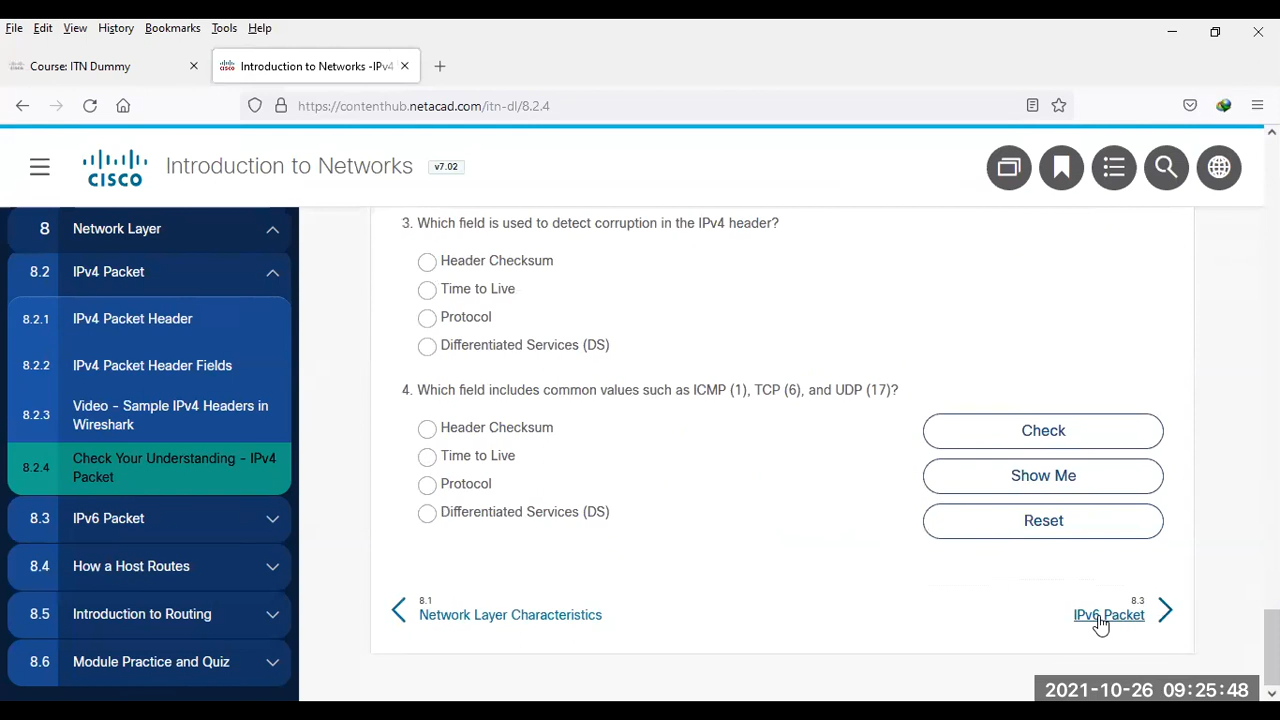 File Edit View History Bookmarks Tools Help
Course: ITN Dummy
Introduction to Networks -IPv4
https://contenthub.netacad.com/itn-dl/8.2.4
CISCO
Introduction to Networks
v7.02
8 Network Layer
8.2 IPv4 Packet
8.2.1 IPv4 Packet Header
8.2.2 IPv4 Packet Header Fields
8.2.3 Video - Sample IPv4 Headers in
Wireshark
8.2.4 Check Your Understanding - IPv4
Packet
8.3 IPv6 Packet
8.4 How a Host Routes
8.5 Introduction to Routing
8.6 Module Practice and Quiz
3. Which field is used to detect corruption in the IPv4 header?
Header Checksum
Time to Live
Protocol
Differentiated Services (DS)
4. Which field includes common values such as ICMP (1), TCP (6), and UDP (17)?
Header Checksum
Time to Live
Protocol
Differentiated Services (DS)
Check
Show Me
Reset
8.1
Network Layer Characteristics
8.3
IPv6 Packet
2021-10-26 09:25:48